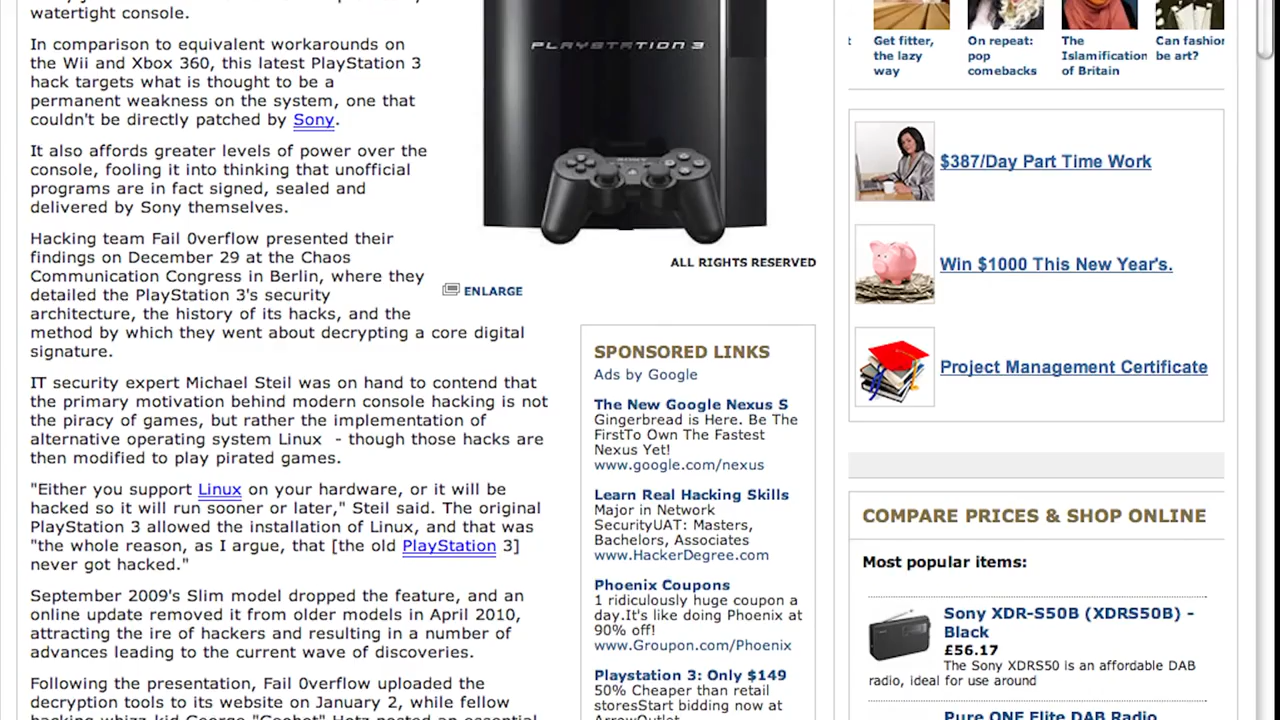 watertight console.
In comparison to equivalent workarounds on
the Wii and Xbox 360, this latest PlayStation 3
hack targets what is thought to be a
permanent weakness on the system, one that
couldn't be directly patched by Sony.
It also affords greater levels of power over the
console, fooling it into thinking that unofficial
programs are in fact signed, sealed and
delivered by Sony themselves.
Hacking team Fail 0verflow presented their
findings on December 29 at the Chaos
Communication Congress in Berlin, where they
detailed the PlayStation 3's security
architecture, the history of its hacks, and the
method by which they went about decrypting a core digital
signature.
IT security expert Michael Steil was on hand to contend that
the primary motivation behind modern console hacking is not
the piracy of games, but rather the implementation of
alternative operating system Linux - though those hacks are
then modified to play pirated games.
"Either you support Linux on your hardware, or it will be
hacked so it will run sooner or later," Steil said. The original
PlayStation 3 allowed the installation of Linux, and that was
"the whole reason, as I argue, that [the old PlayStation 3]
never got hacked."
September 2009's Slim model dropped the feature, and an
online update removed it from older models in April 2010,
attracting the ire of hackers and resulting in a number of
advances leading to the current wave of discoveries.
Following the presentation, Fail 0verflow uploaded the
decryption tools to its website on January 2, while fellow
hacking whizz-kid George "Geohot" Hotz posted an essential
PLAYSTATION 3
SONY
ALL RIGHTS RESERVED
ENLARGE
SPONSORED LINKS
Ads by Google
The New Google Nexus S
Gingerbread is Here. Be The
FirstTo Own The Fastest
Nexus Yet!
www.google.com/nexus
Learn Real Hacking Skills
Major in Network
SecurityUAT: Masters,
Bachelors, Associates
www.HackerDegree.com
Phoenix Coupons
1 ridiculously huge coupon a
day.It's like doing Phoenix at
90% off!
www.Groupon.com/Phoenix
Playstation 3: Only $149
50% Cheaper than retail
storesStart bidding now at
ArrowOutlet
t
Get fitter,
the lazy
way
On repeat:
pop
comebacks
The
Islamification
of Britain
Can fashion
be art?
$387/Day Part Time Work
Win $1000 This New Year's.
Project Management Certificate
COMPARE PRICES & SHOP ONLINE
Most popular items:
Sony XDR-S50B (XDRS50B) -
Black
£56.17
The Sony XDRS50 is an affordable DAB
radio, ideal for use around
Pure ONE Elite DAB Radio